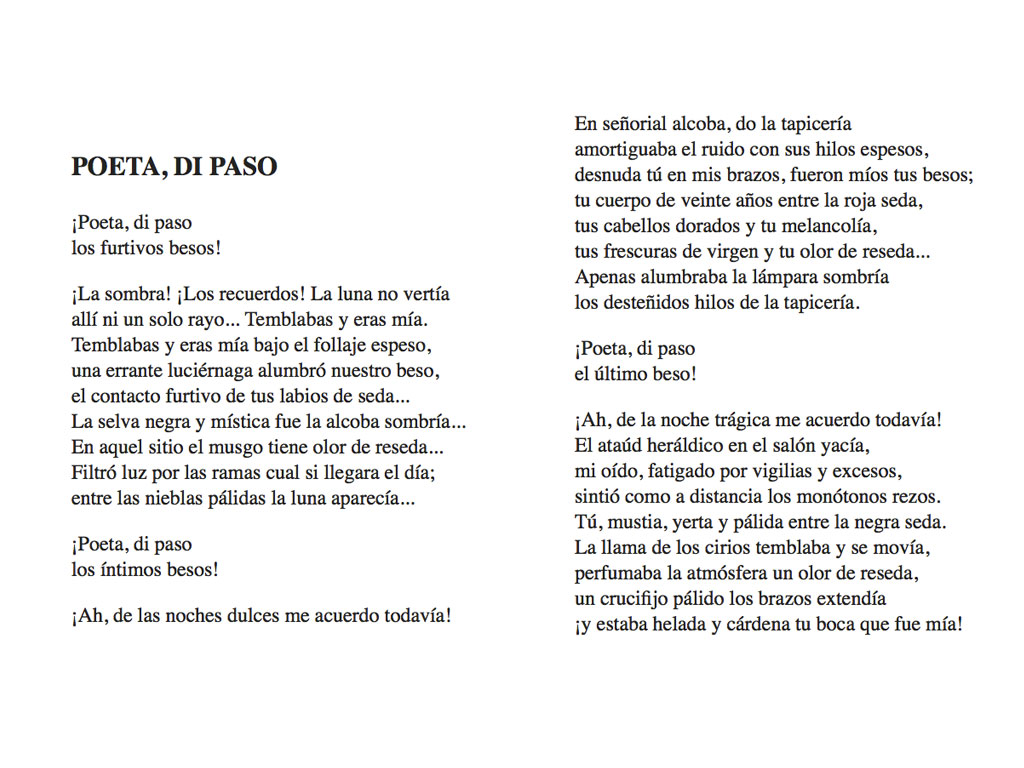 POETA, DI PASO
¡Poeta, di paso
los furtivos besos!
¡La sombra! ¡Los recuerdos! La luna no vertía
allí ni un solo rayo... Temblabas y eras mía.
Temblabas y eras mía bajo el follaje espeso,
una errante luciérnaga alumbró nuestro beso,
el contacto furtivo de tus labios de seda...
La selva negra y mística fue la alcoba sombría...
En aquel sitio el musgo tiene olor de reseda...
Filtró luz por las ramas cual si llegara el día;
entre las nieblas pálidas la luna aparecía...
¡Poeta, di paso
los íntimos besos!
¡Ah, de las noches dulces me acuerdo todavía!
En señorial alcoba, do la tapicería
amortiguaba el ruido con sus hilos espesos,
desnuda tú en mis brazos, fueron míos tus besos;
tu cuerpo de veinte años entre la roja seda,
tus cabellos dorados y tu melancolía,
tus frescuras de virgen y tu olor de reseda...
Apenas alumbraba la lámpara sombría
los desteñidos hilos de la tapicería.
¡Poeta, di paso
el último beso!
¡Ah, de la noche trágica me acuerdo todavía!
El ataúd heráldico en el salón yacía,
mi oído, fatigado por vigilias y excesos,
sintió como a distancia los monótonos rezos.
Tú, mustia, yerta y pálida entre la negra seda.
La llama de los cirios temblaba y se movía,
perfumaba la atmósfera un olor de reseda,
un crucifijo pálido los brazos extendía
¡y estaba helada y cárdena tu boca que fue mía!